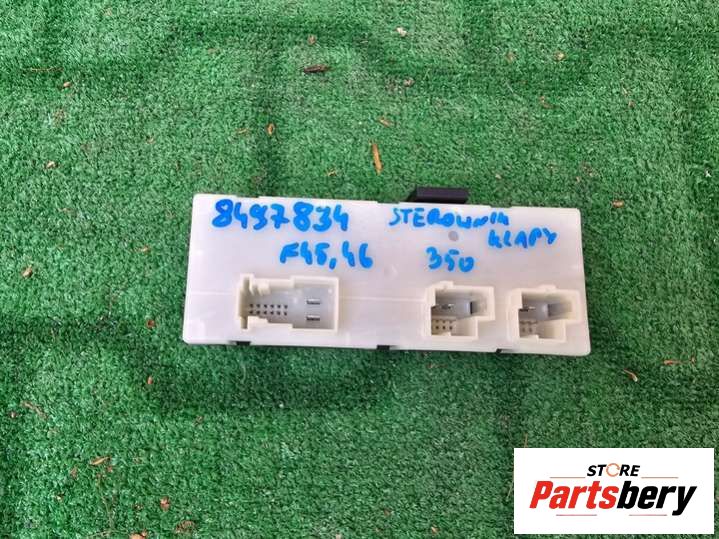 8497834
STEROWNIK
KLAPY
F45,46
350
STORE
Partsbery